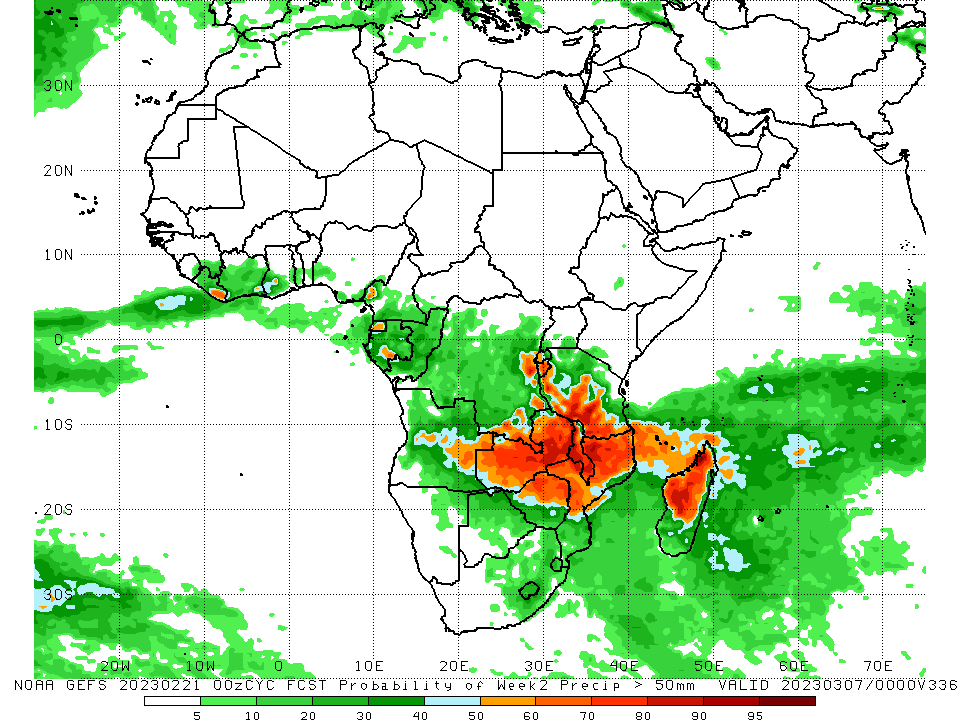 30N
20N
10N
0
10S
20S
30S
20W 10W 0 10E 20E 30E 40E 50E 60E 70E
NOAA GEFS 20230221 00zCYC FCST Probability of Week2 Precip > 50mm VALID 20230307/0000V336
5 10 20 30 40 50 60 70 80 90 95